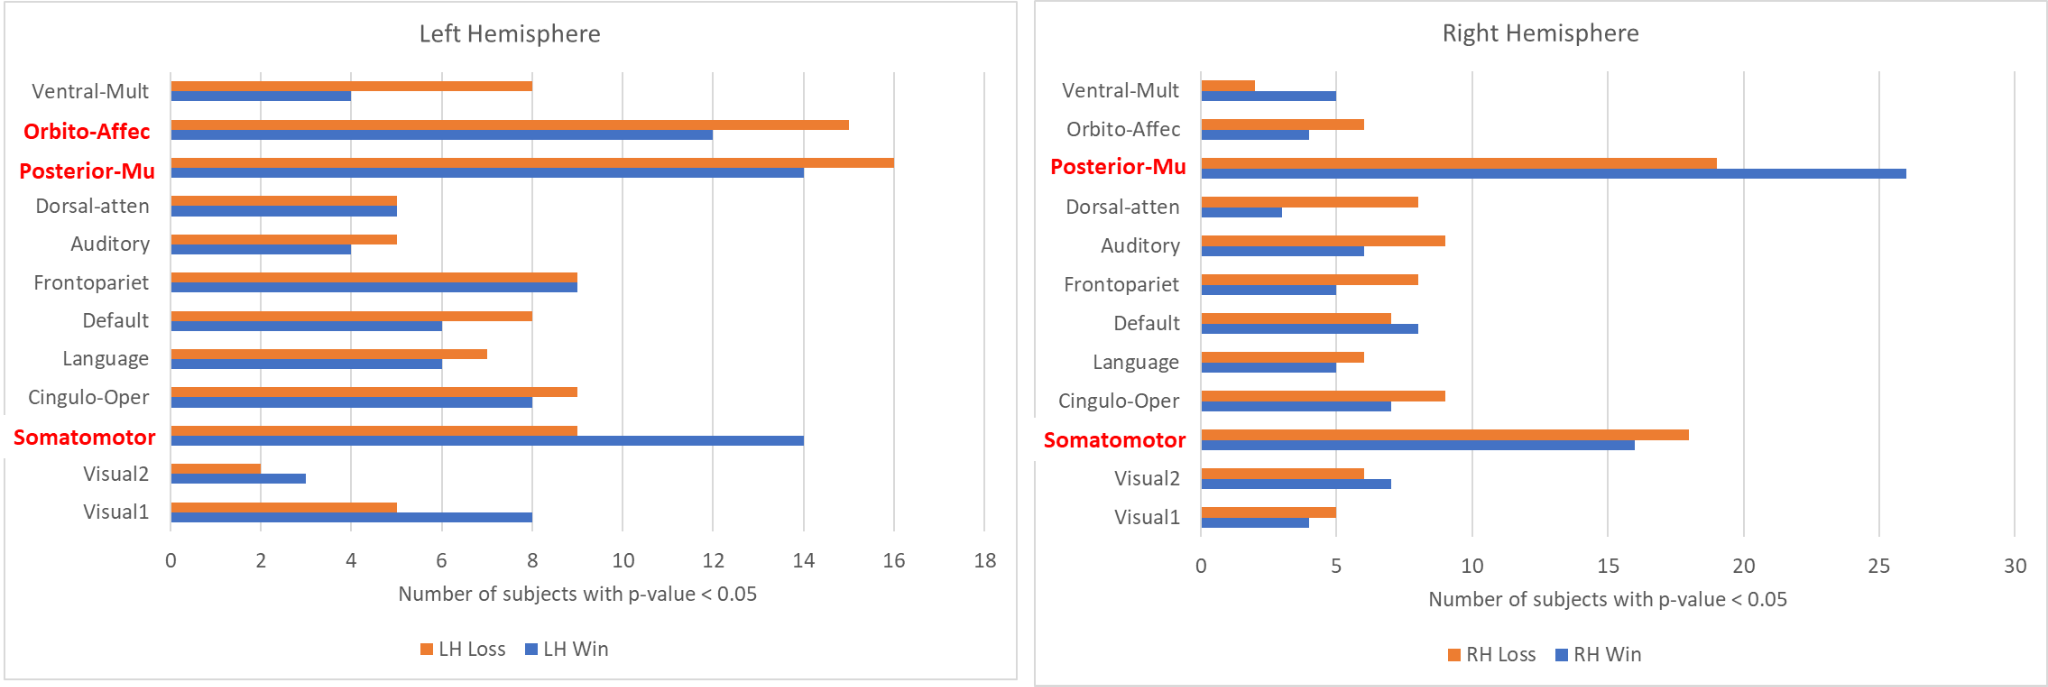 Left Hemisphere
Ventral-Mult
Orbito-Affec
Posterior-Mu
Dorsal-atten
Auditory
Frontopariet
Default
Language
Cingulo-Oper
Somatomotor
Visual2
Visual1
0 2 4 6 8 10 12 14 16 18
Number of subjects with p-value < 0.05
LH Loss LH Win
Right Hemisphere
Ventral-Mult
Orbito-Affec
Posterior-Mu
Dorsal-atten
Auditory
Frontopariet
Default
Language
Cingulo-Oper
Somatomotor
Visual2
Visual1
0 5 10 15 20 25 30
Number of subjects with p-value < 0.05
RH Loss RH Win